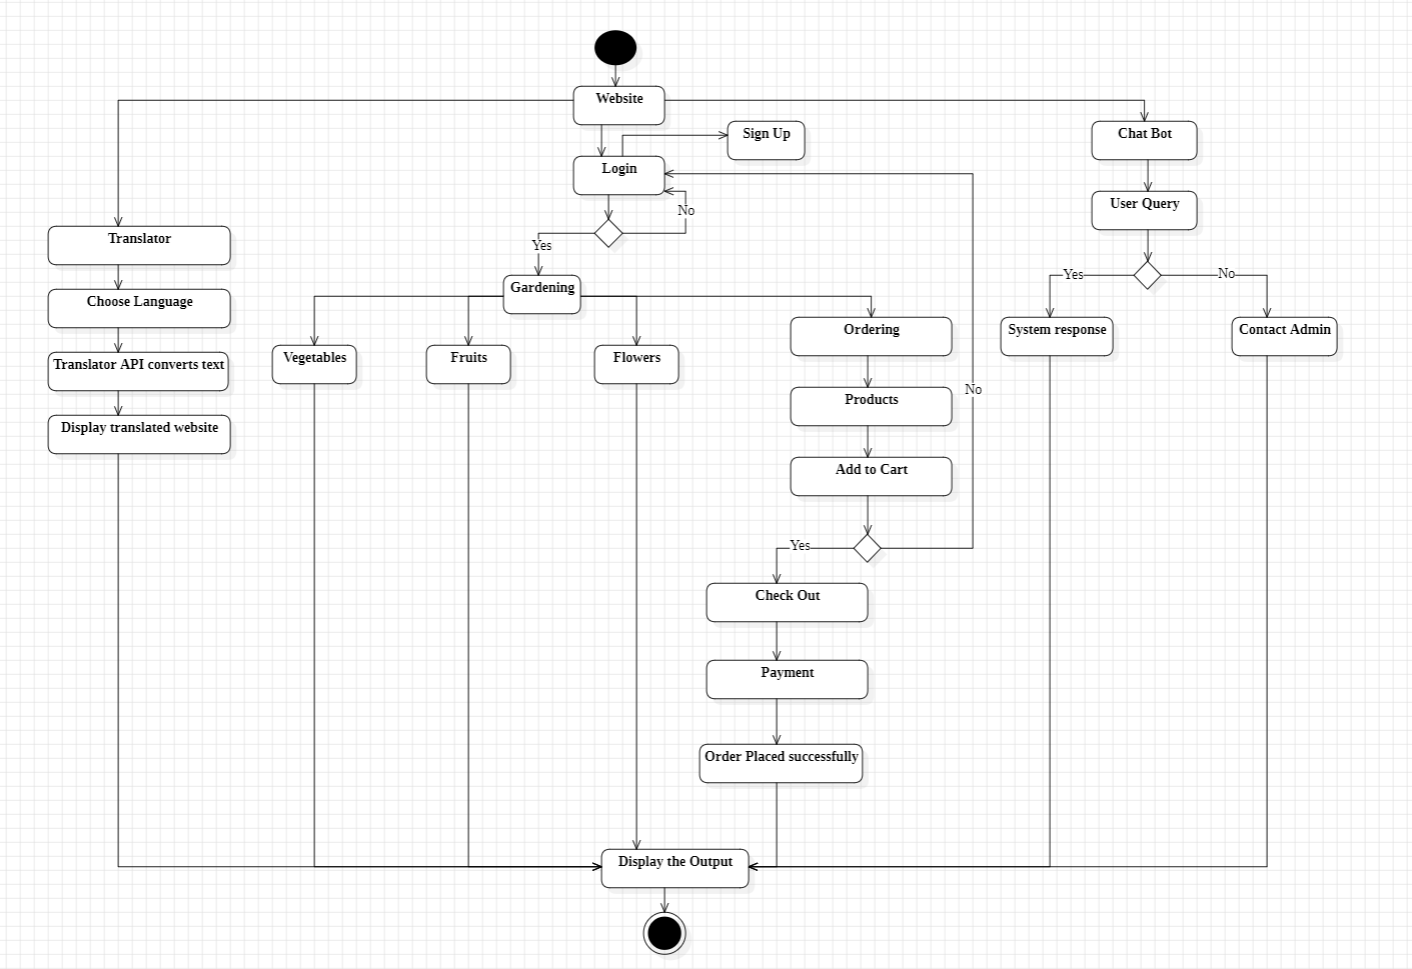 Website
Sign Up
Chat Bot
Login
User Query
No
Translator
Yes
Gardening
Yes
No
Choose Language
Ordering
System response
Contact Admin
Vegetables
Fruits
Flowers
Translator API converts text
No
Products
Display translated website
Add to Cart
Yes
Check Out
Payment
Order Placed successfully
Display the Output